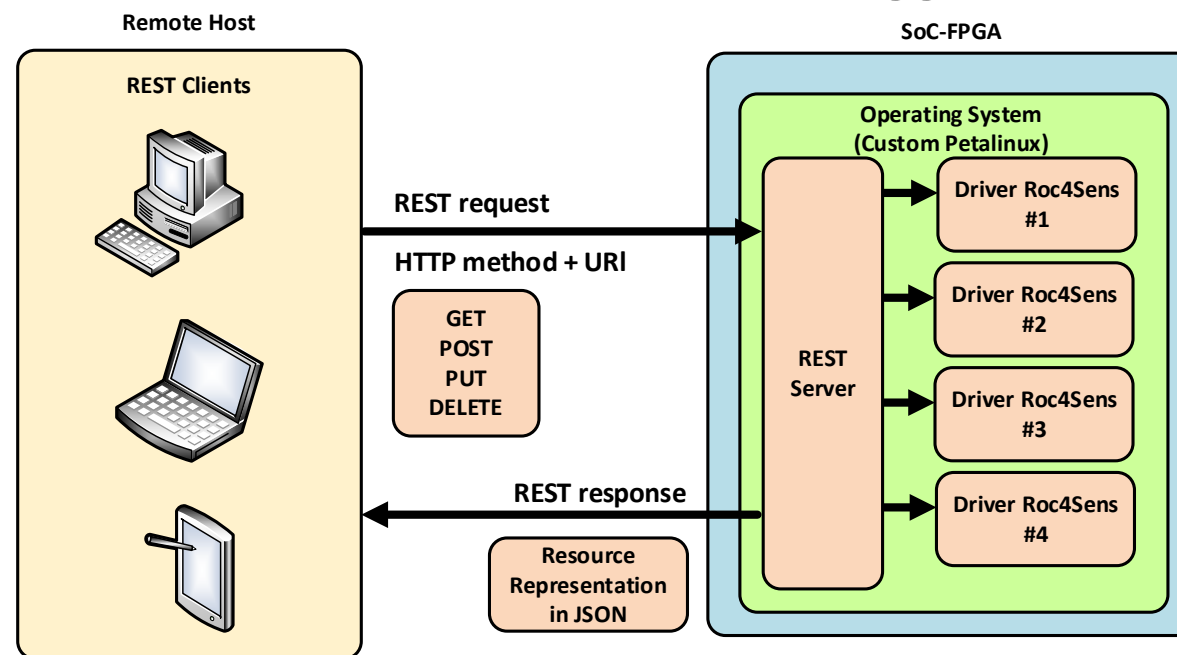 Remote Host
REST Clients
REST request
HTTP method + URl
GET
POST
PUT
DELETE
REST response
Resource
Representation
in JSON
SoC-FPGA
Operating System
(Custom Petalinux)
REST
Server
Driver Roc4Sens
#1
Driver Roc4Sens
#2
Driver Roc4Sens
#3
Driver Roc4Sens
#4